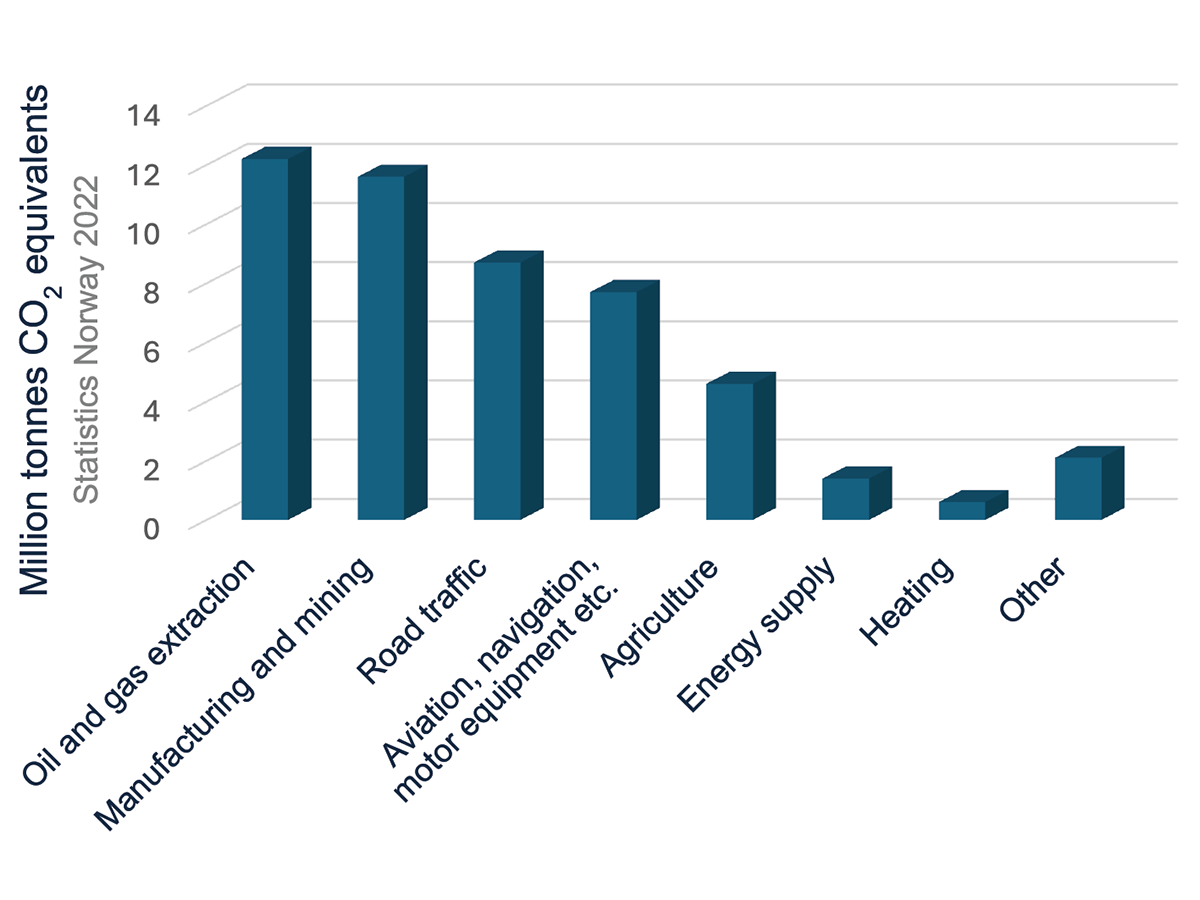 Million tonnes CO₂ equivalents
Statistics Norway 2022
14
12
10
8
6
4
2
0
Oil and gas extraction
Manufacturing and mining
Road traffic
Aviation, navigation,
motor equipment etc.
Agriculture
Energy supply
Heating
Other